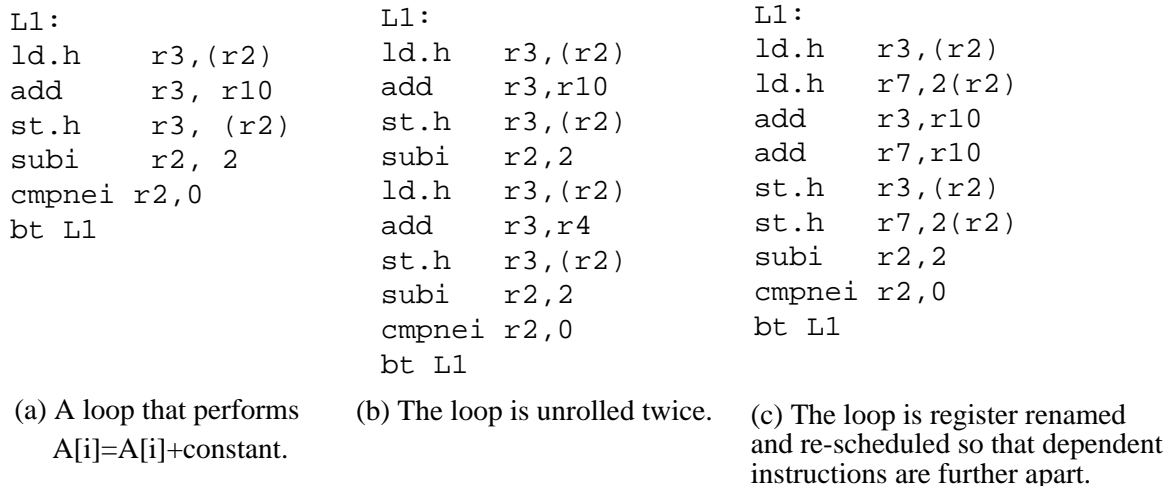 L1:
ld.h r3,(r2)
add r3, r10
st.h r3, (r2)
subi r2, 2
cmpnei r2,0
bt L1
(a) A loop that performs
A[i]=A[i]+constant.
L1:
ld.h r3,(r2)
add r3,r10
st.h r3,(r2)
subi r2,2
ld.h r3,(r2)
add r3,r4
st.h r3,(r2)
subi r2,2
cmpnei r2,0
bt L1
(b) The loop is unrolled twice.
L1:
ld.h r3,(r2)
ld.h r7,2(r2)
add r3,r10
add r7,r10
st.h r3,(r2)
st.h r7,2(r2)
subi r2,2
cmpnei r2,0
bt L1
(c) The loop is register renamed
and re-scheduled so that dependent
instructions are further apart.